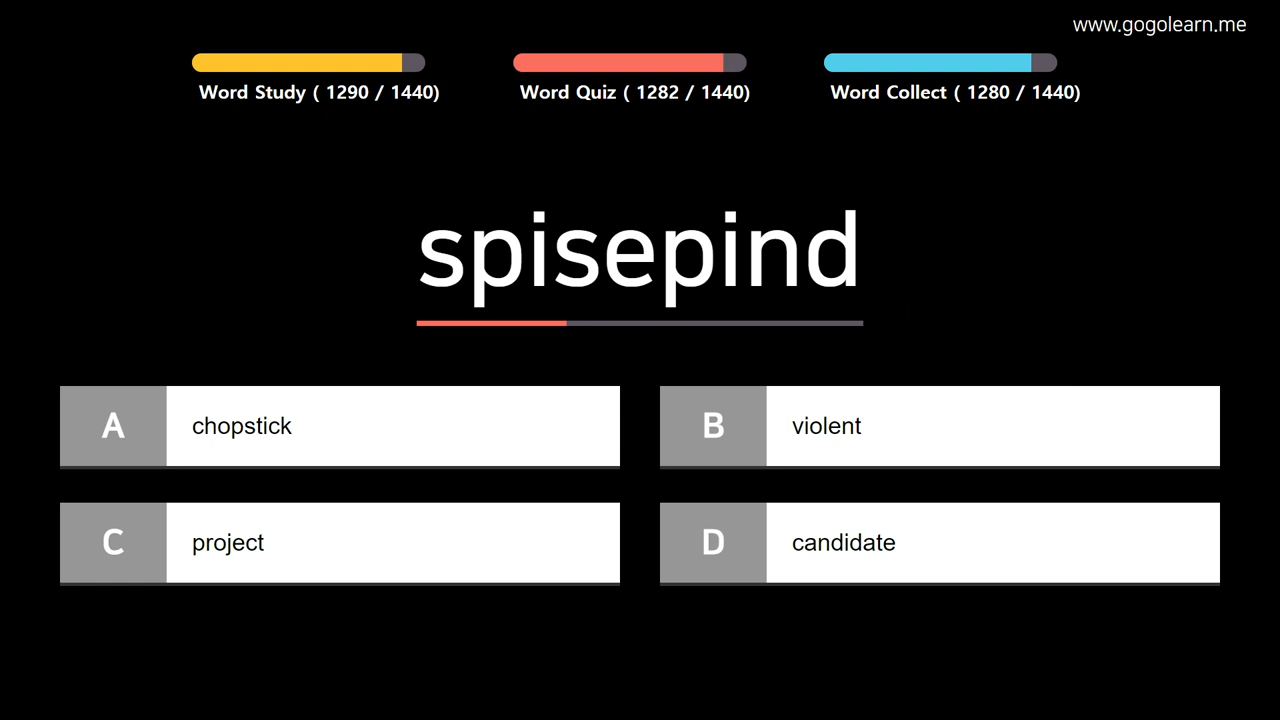 www.gogolearn.me
Word Study ( 1290 / 1440)
Word Quiz ( 1282 / 1440)
Word Collect ( 1280 / 1440)
spisepind
A chopstick
B violent
C project
D candidate